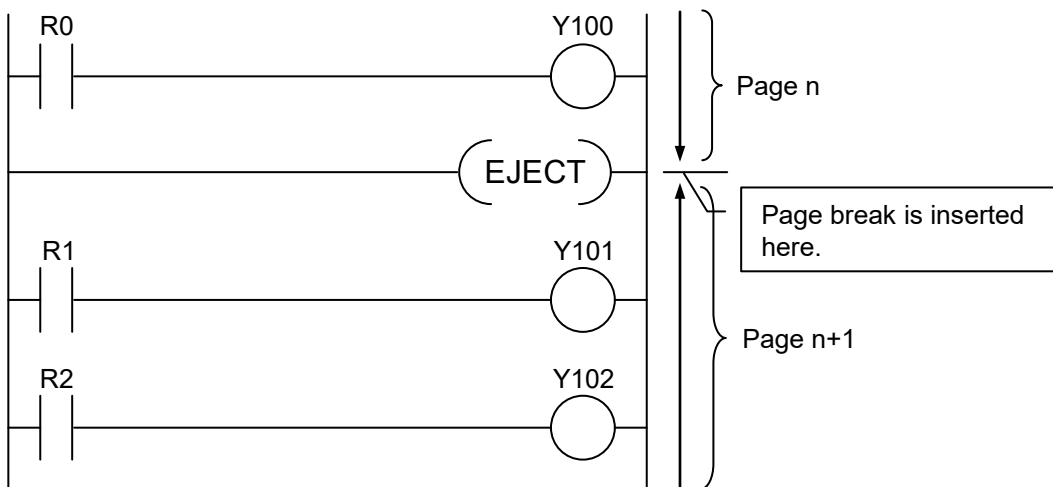 R0
Y100
Page n
EJECT
Page break is inserted
here.
R1
Y101
Page n+1
R2
Y102